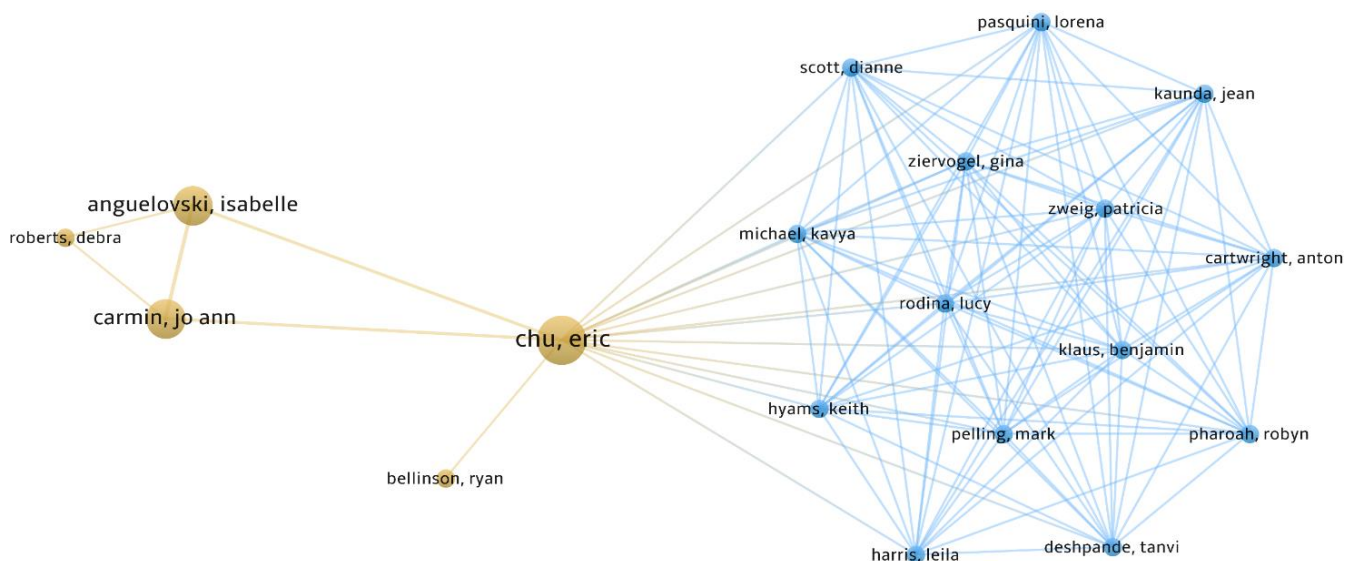 pasquini, lorena
scott, dianne
kaunda, jean
ziervogel, gina
anguelovski, isabelle
zweig, patricia
roberts, debra
michael, kavya
cartwright, anton
rodina, lucy
carmin, jo ann
chu, eric
klaus, benjamin
hyams, keith
pelling, mark
pharoah, robyn
bellinson, ryan
deshpande, tanvi
harris, leila